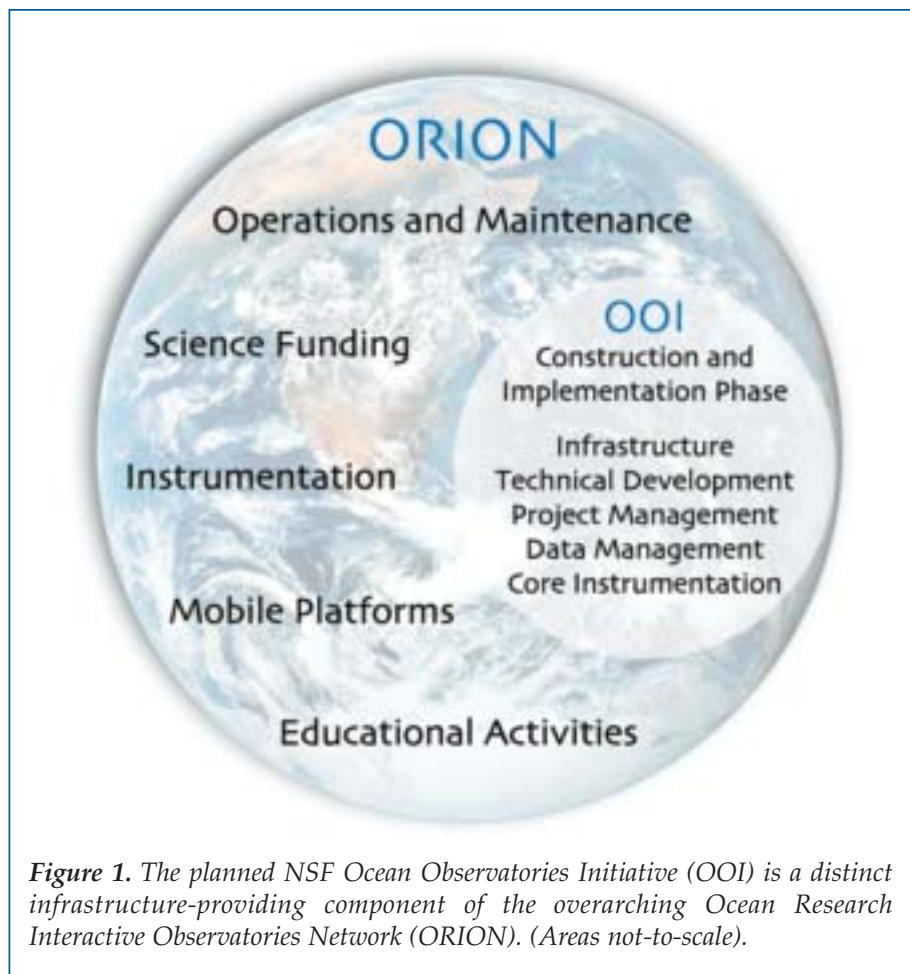 ORION
Operations and Maintenance
Science Funding
Instrumentation
Mobile Platforms
Educational Activities
OOI
Construction and
Implementation Phase
Infrastructure
Technical Development
Project Management
Data Management
Core Instrumentation
Figure 1. The planned NSF Ocean Observatories Initiative (OOI) is a distinct
infrastructure-providing component of the overarching Ocean Research
Interactive Observatories Network (ORION). (Areas not-to-scale).